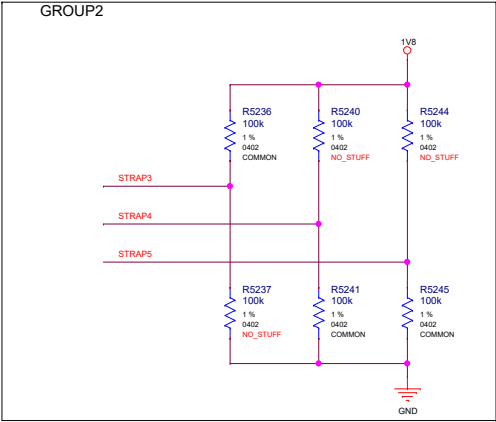 GROUP2
1V8
R5236
100k
1 %
0402
COMMON
R5240
100k
1 %
0402
NO_STUFF
R5244
100k
1 %
0402
NO_STUFF
STRAP3
STRAP4
STRAP5
R5237
100k
1 %
0402
NO_STUFF
R5241
100k
1 %
0402
COMMON
R5245
100k
1 %
0402
COMMON
GND